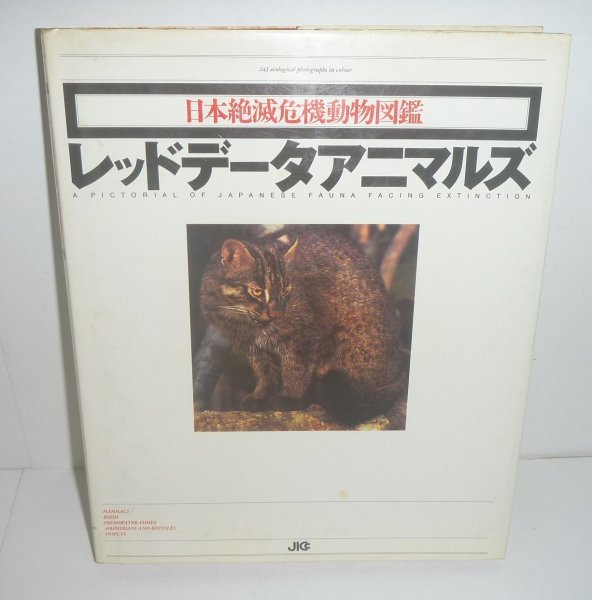 243 ecological photographs in colour
日本絶滅危機動物図鑑
レッドデータアニマルズ
A PICTORIAL OF JAPANESE FAUNA FACING EXTINCTION
MAMMALS
BIRDS
FRESHWATER FISHES
AMPHIBIANS AND REPTILES
INSECTS
JICC